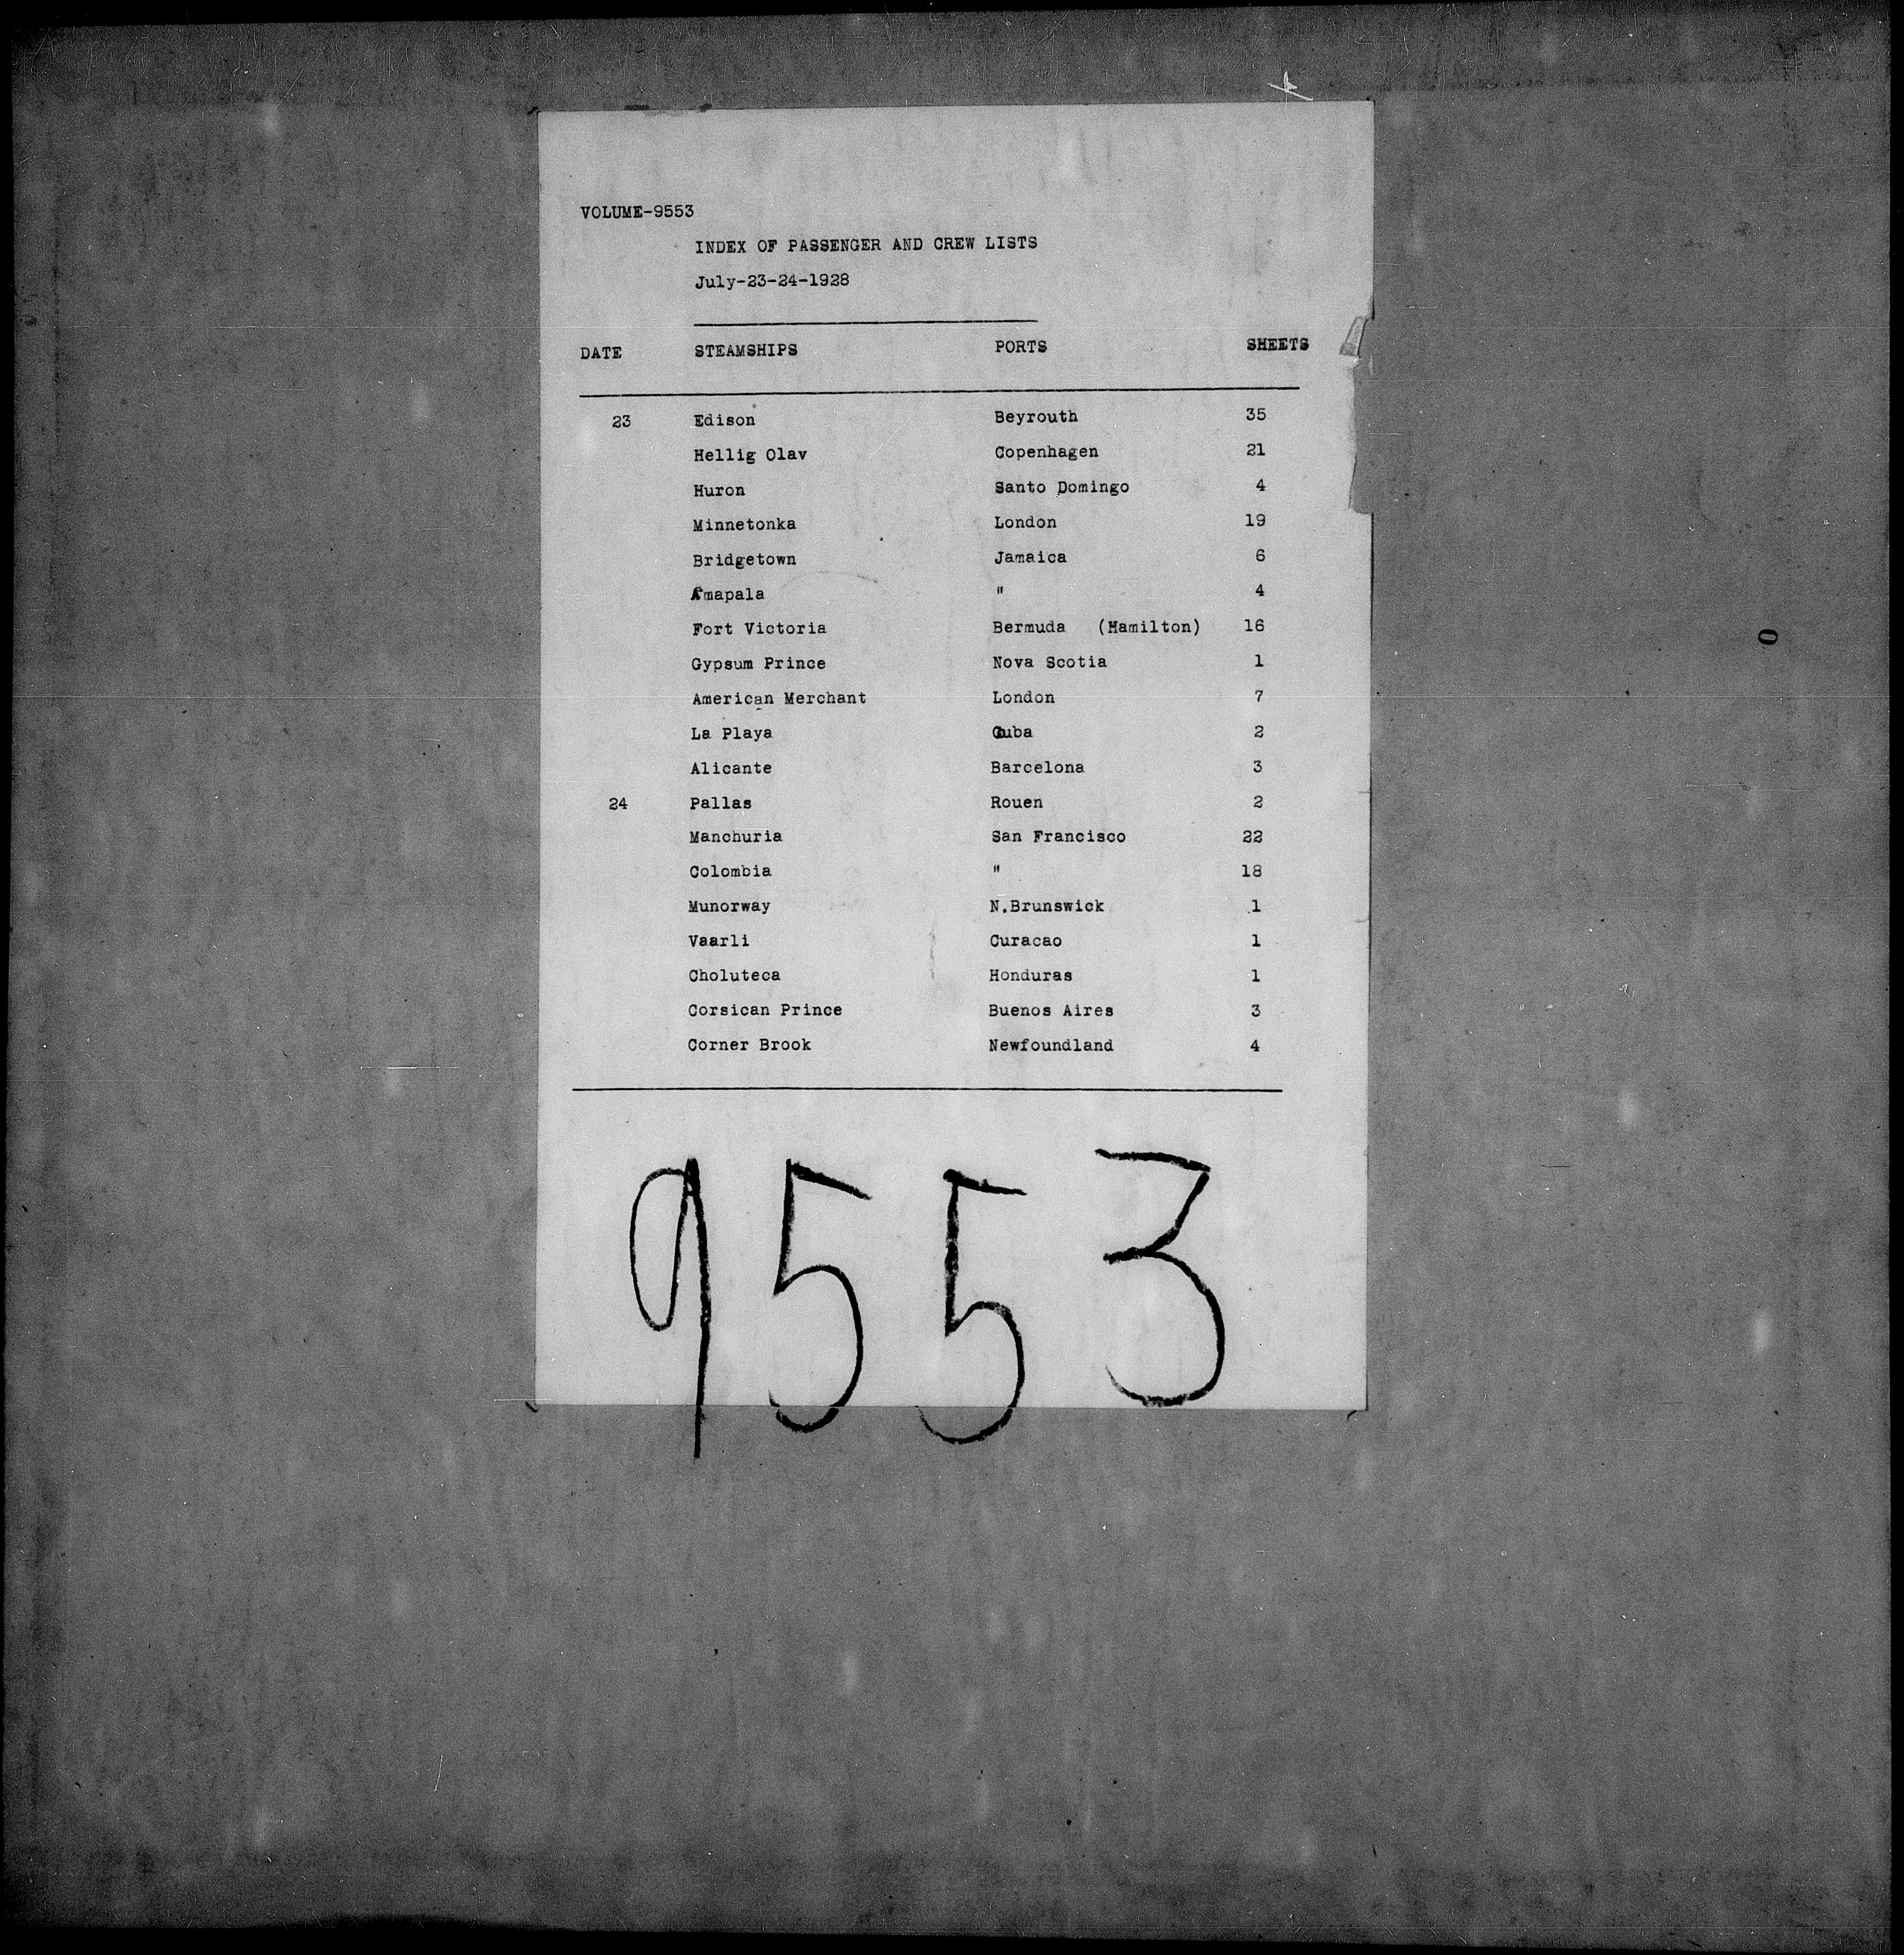 VOLUME-9553
INDEX OF PASSENGER AND CREW LISTS
July-23-24-1928
DATE STEAMSHIPS PORTS SHEETS
23 Edison Beyrouth 35
Hellig Olav Copenhagen 21
Huron Santo Domingo 4
Minnetonka London 19
Bridgetown Jamaica 6
Amapala " 4
Fort Victoria Bermuda (Hamilton) 16
Gypsum Prince Nova Scotia 1
American Merchant London 7
La Playa Cuba 2
Alicante Barcelona 3
24 Pallas Rouen 2
Manchuria San Francisco 22
Colombia " 18
Munorway N.Brunswick 1
Vaarli Curacao 1
Choluteca Honduras 1
Corsican Prince Buenos Aires 3
Corner Brook Newfoundland 4
9553
0